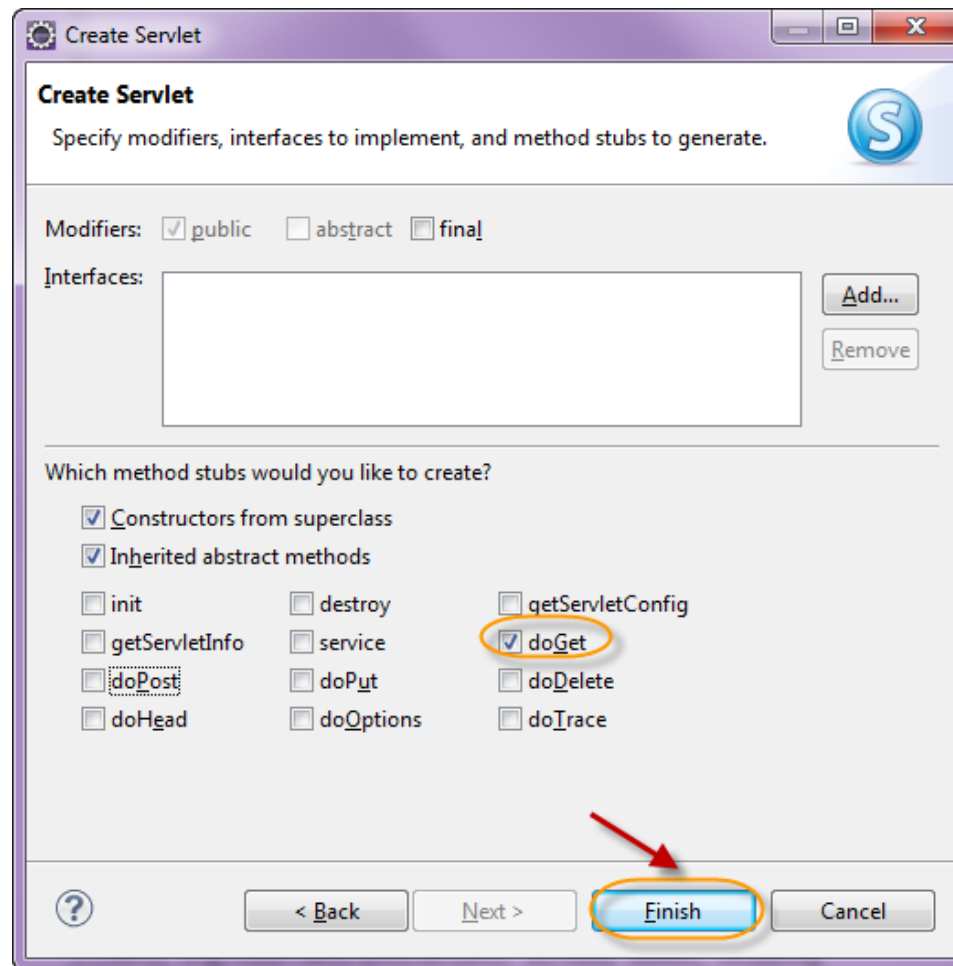 Create Servlet
Create Servlet
Specify modifiers, interfaces to implement, and method stubs to generate.
S
Modifiers: public abstract final
Interfaces:
Add...
Remove
Which method stubs would you like to create?
Constructors from superclass
Inherited abstract methods
init destroy getServletConfig
getServletInfo service doGet
doPost doPut doDelete
doHead doOptions doTrace
? < Back Next > Finish Cancel